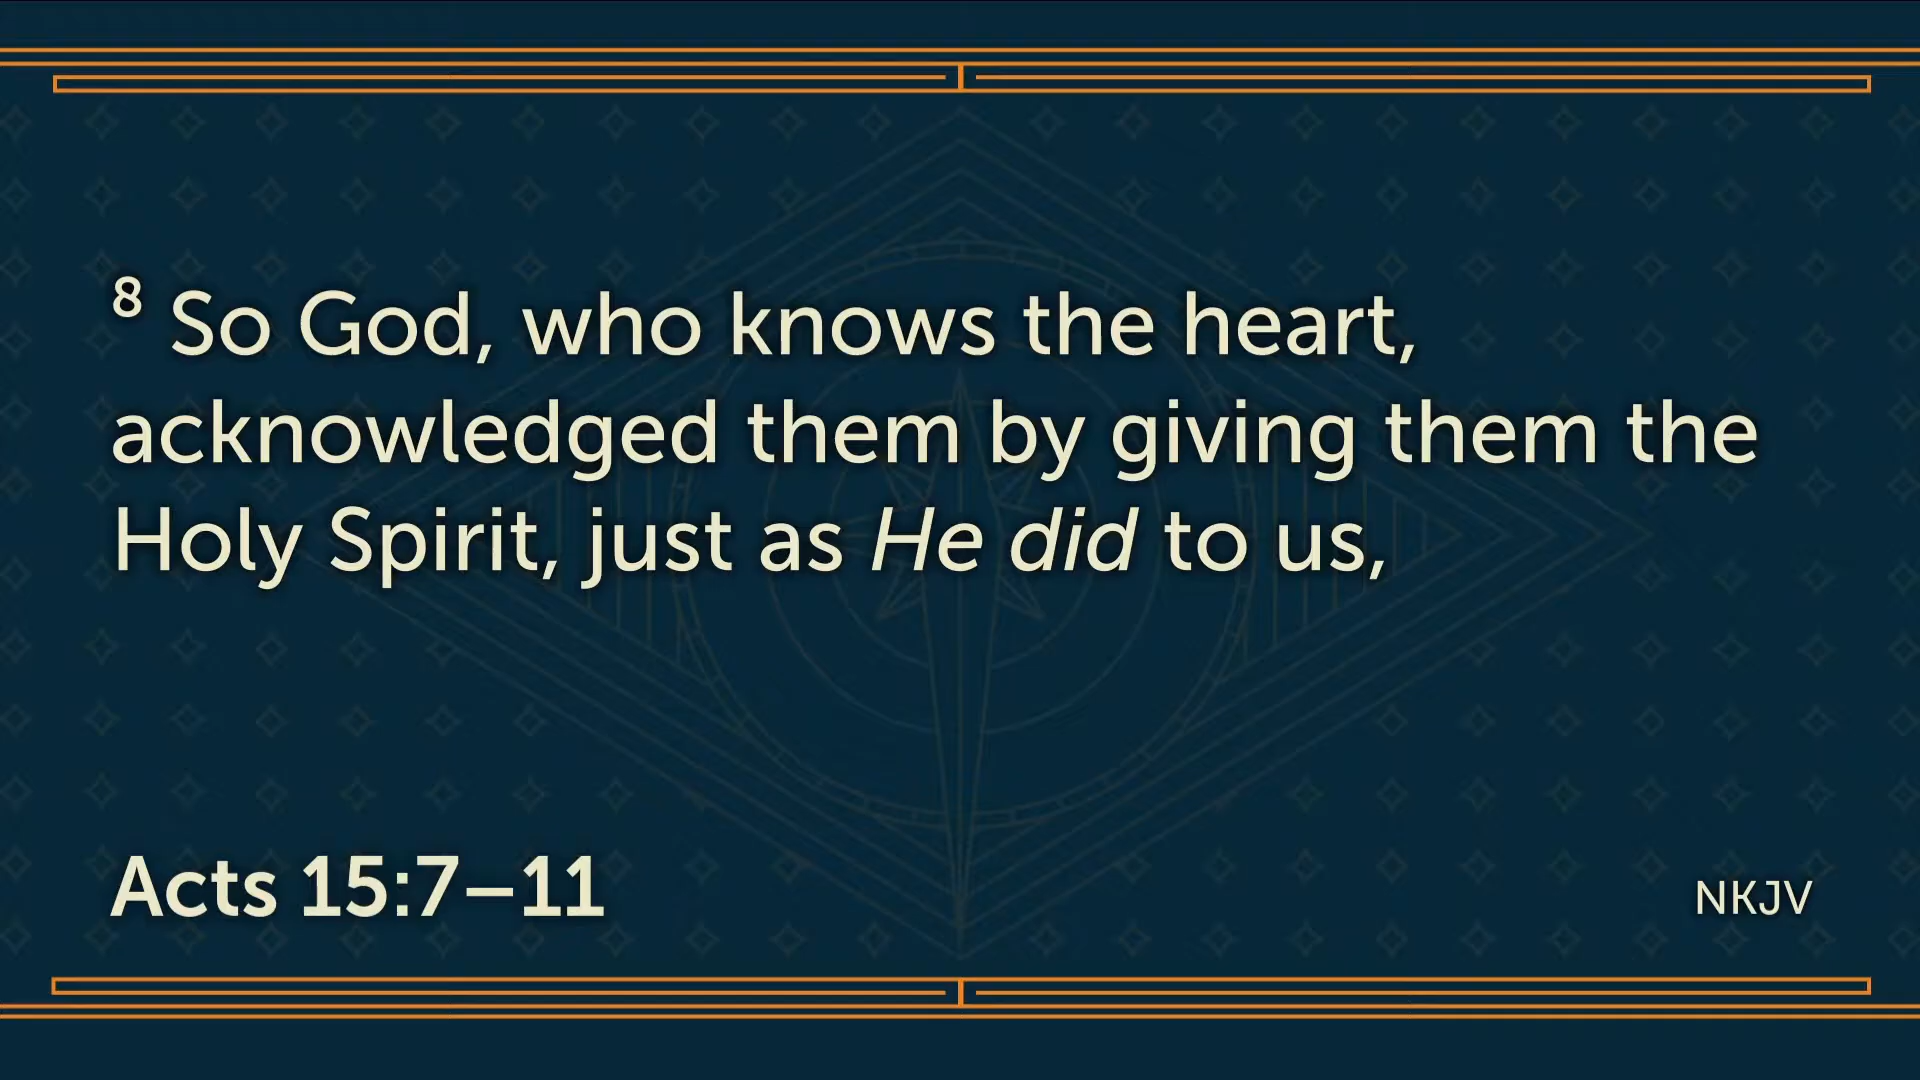 8 So God, who knows the heart,
acknowledged them by giving them the
Holy Spirit, just as He did to us,
Acts 15:7–11
NKJV